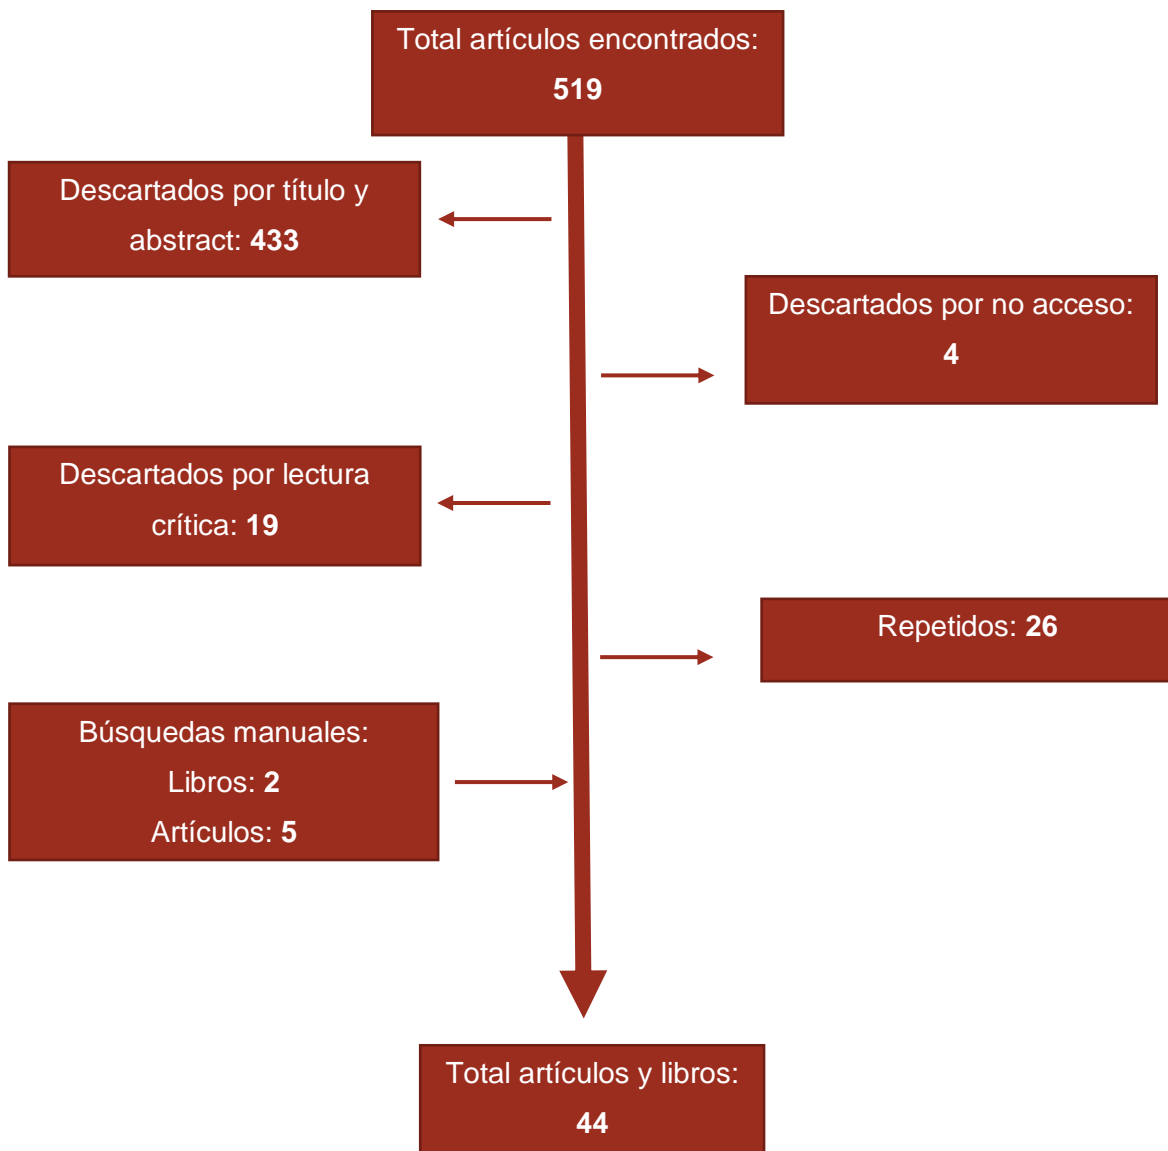 Total artículos encontrados:
519
Descartados por título y
abstract: 433
Descartados por no acceso:
4
Descartados por lectura
crítica: 19
Repetidos: 26
Búsquedas manuales:
Libros: 2
Artículos: 5
Total artículos y libros:
44